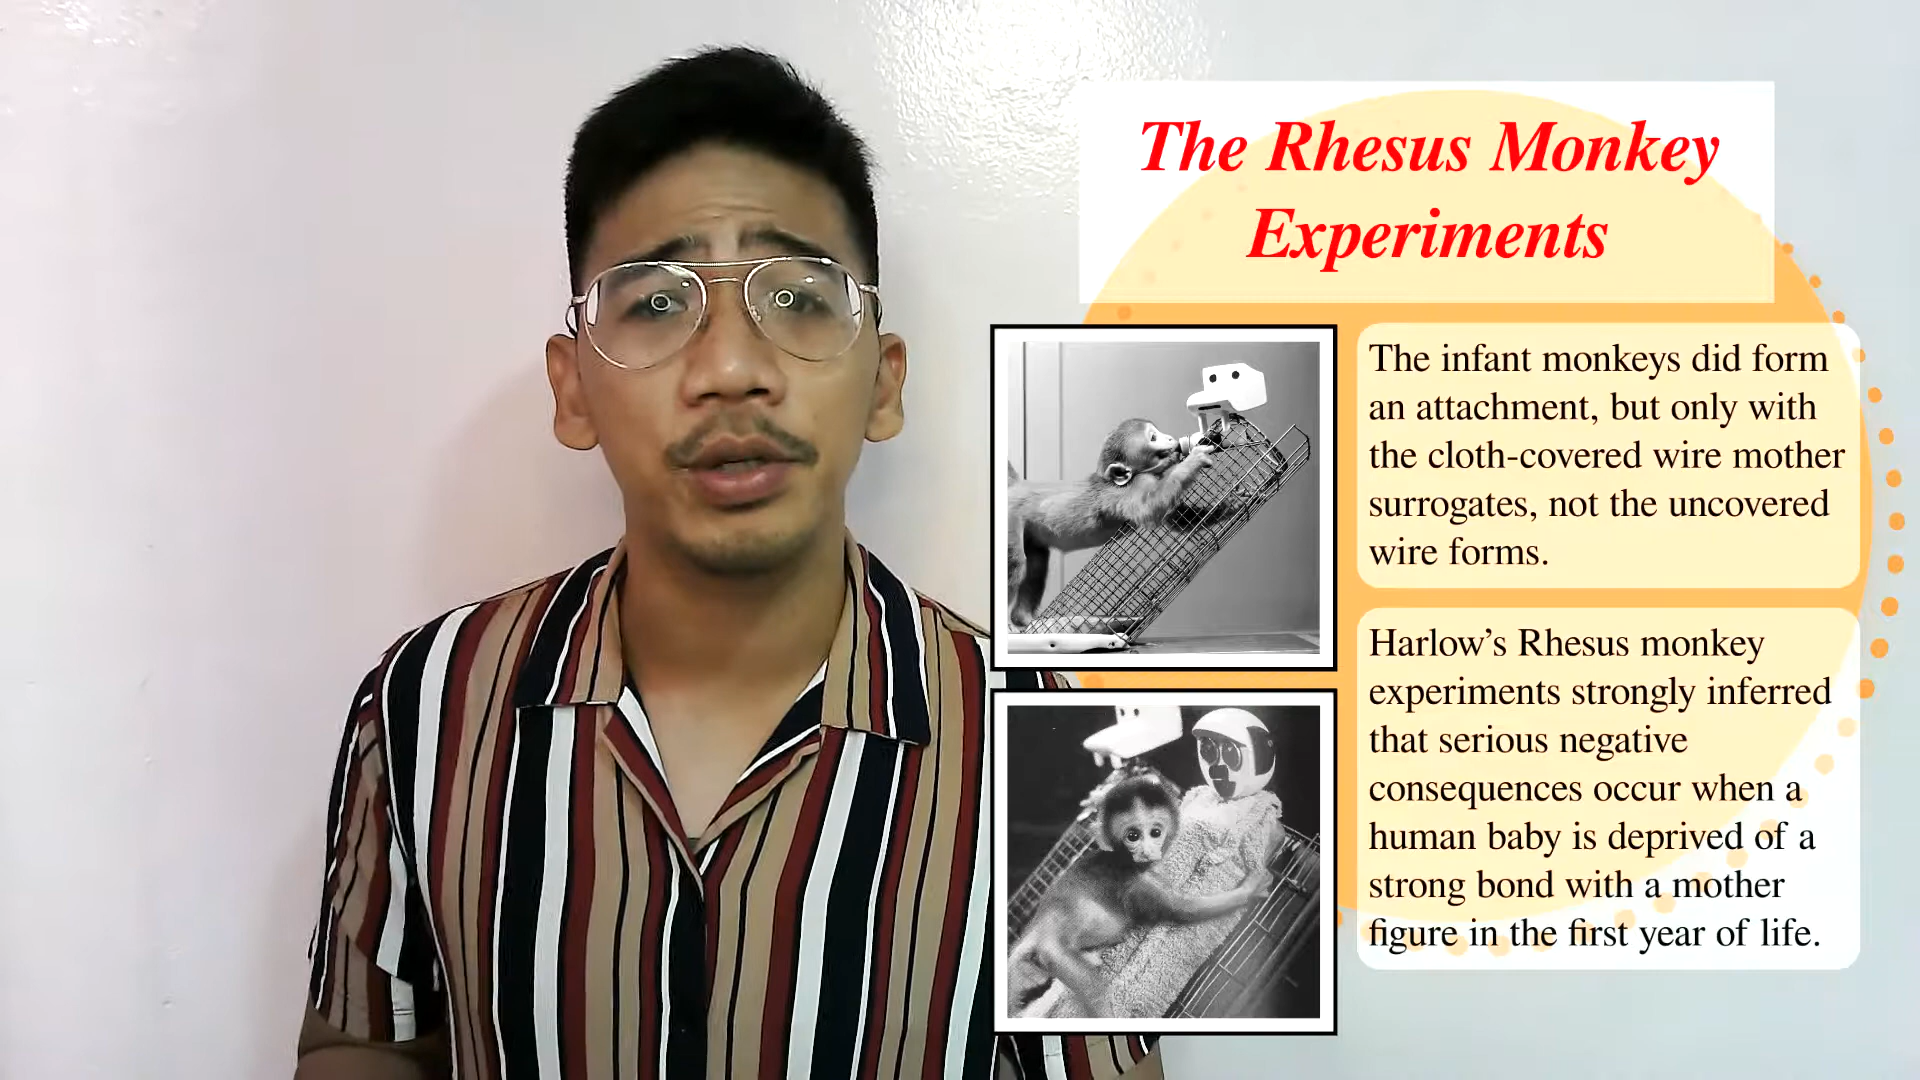 The Rhesus Monkey
Experiments
The infant monkeys did form
an attachment, but only with
the cloth-covered wire mother
surrogates, not the uncovered
wire forms.
Harlow’s Rhesus monkey
experiments strongly inferred
that serious negative
consequences occur when a
human baby is deprived of a
strong bond with a mother
figure in the first year of life.